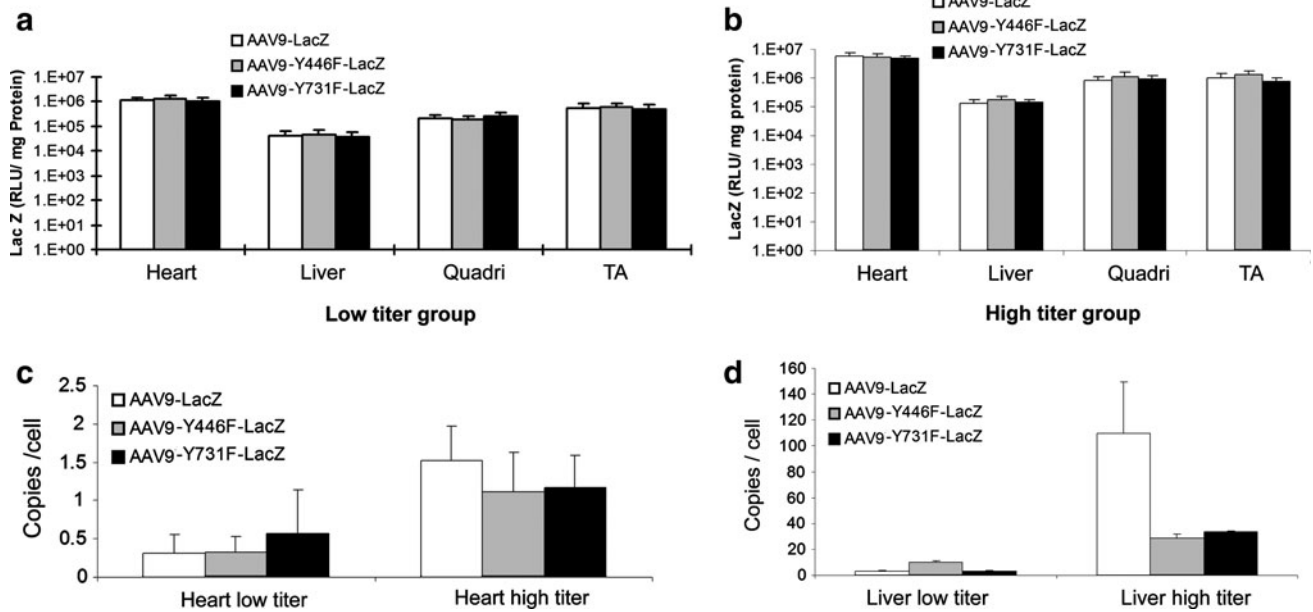 a
AAV9-LacZ
AAV9-Y446F-LacZ
AAV9-Y731F-LacZ
Lac Z (RLU/ mg Protein)
1.E+07
1.E+06
1.E+05
1.E+04
1.E+03
1.E+02
1.E+01
1.E+00
Heart Liver Quadri TA
Low titer group
b
AAV9-LacZ
AAV9-Y446F-LacZ
AAV9-Y731F-LacZ
LacZ (RLU/ mg protein)
1.E+07
1.E+06
1.E+05
1.E+04
1.E+03
1.E+02
1.E+01
1.E+00
Heart Liver Quadri TA
High titer group
c
AAV9-LacZ
AAV9-Y446F-LacZ
AAV9-Y731F-LacZ
Copies /cell
2.5
2
1.5
1
0.5
0
Heart low titer Heart high titer
d
AAV9-LacZ
AAV9-Y446F-LacZ
AAV9-Y731F-LacZ
Copies / cell
160
140
120
100
80
60
40
20
0
Liver low titer Liver high titer